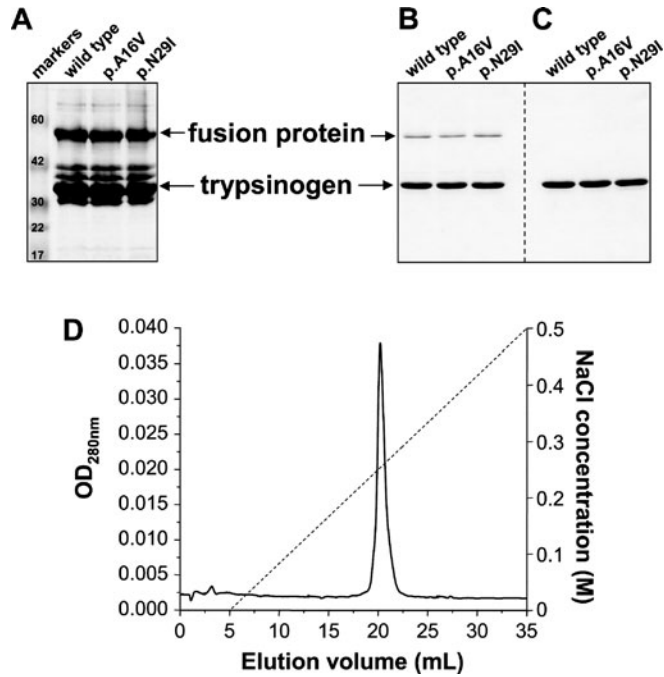 A
B
C
markers
wild type
p.A16V
p.N29I
wild type
p.A16V
p.N29I
wild type
p.A16V
p.N29I
60
42
30
22
17
fusion protein
trypsinogen
D
0.040
0.035
0.030
0.025
0.020
0.015
0.010
0.005
0.000
OD280nm
0.5
0.4
0.3
0.2
0.1
0
NaCl concentration (M)
0 5 10 15 20 25 30 35
Elution volume (mL)